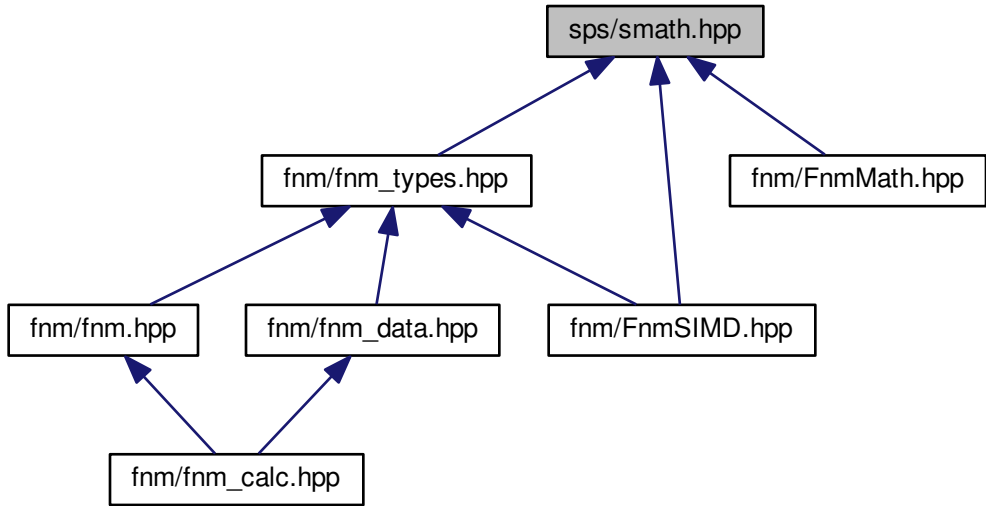 sps/smath.hpp
fnm/fnm_types.hpp
fnm/FnmMath.hpp
fnm/fnm.hpp
fnm/fnm_data.hpp
fnm/FnmSIMD.hpp
fnm/fnm_calc.hpp